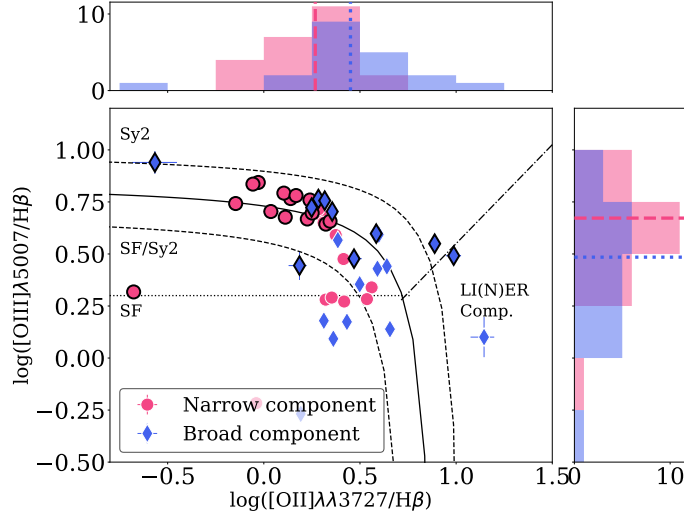 10
0
1.00
0.75
0.50
0.25
0.00
−0.25
−0.50
log([OIII]λ5007/Hβ)
Sy2
SF/Sy2
SF
LI(N)ER
Comp.
Narrow component
Broad component
0.0 0.5 1.0 1.5
log([OII]λλ3727/Hβ)
0 10